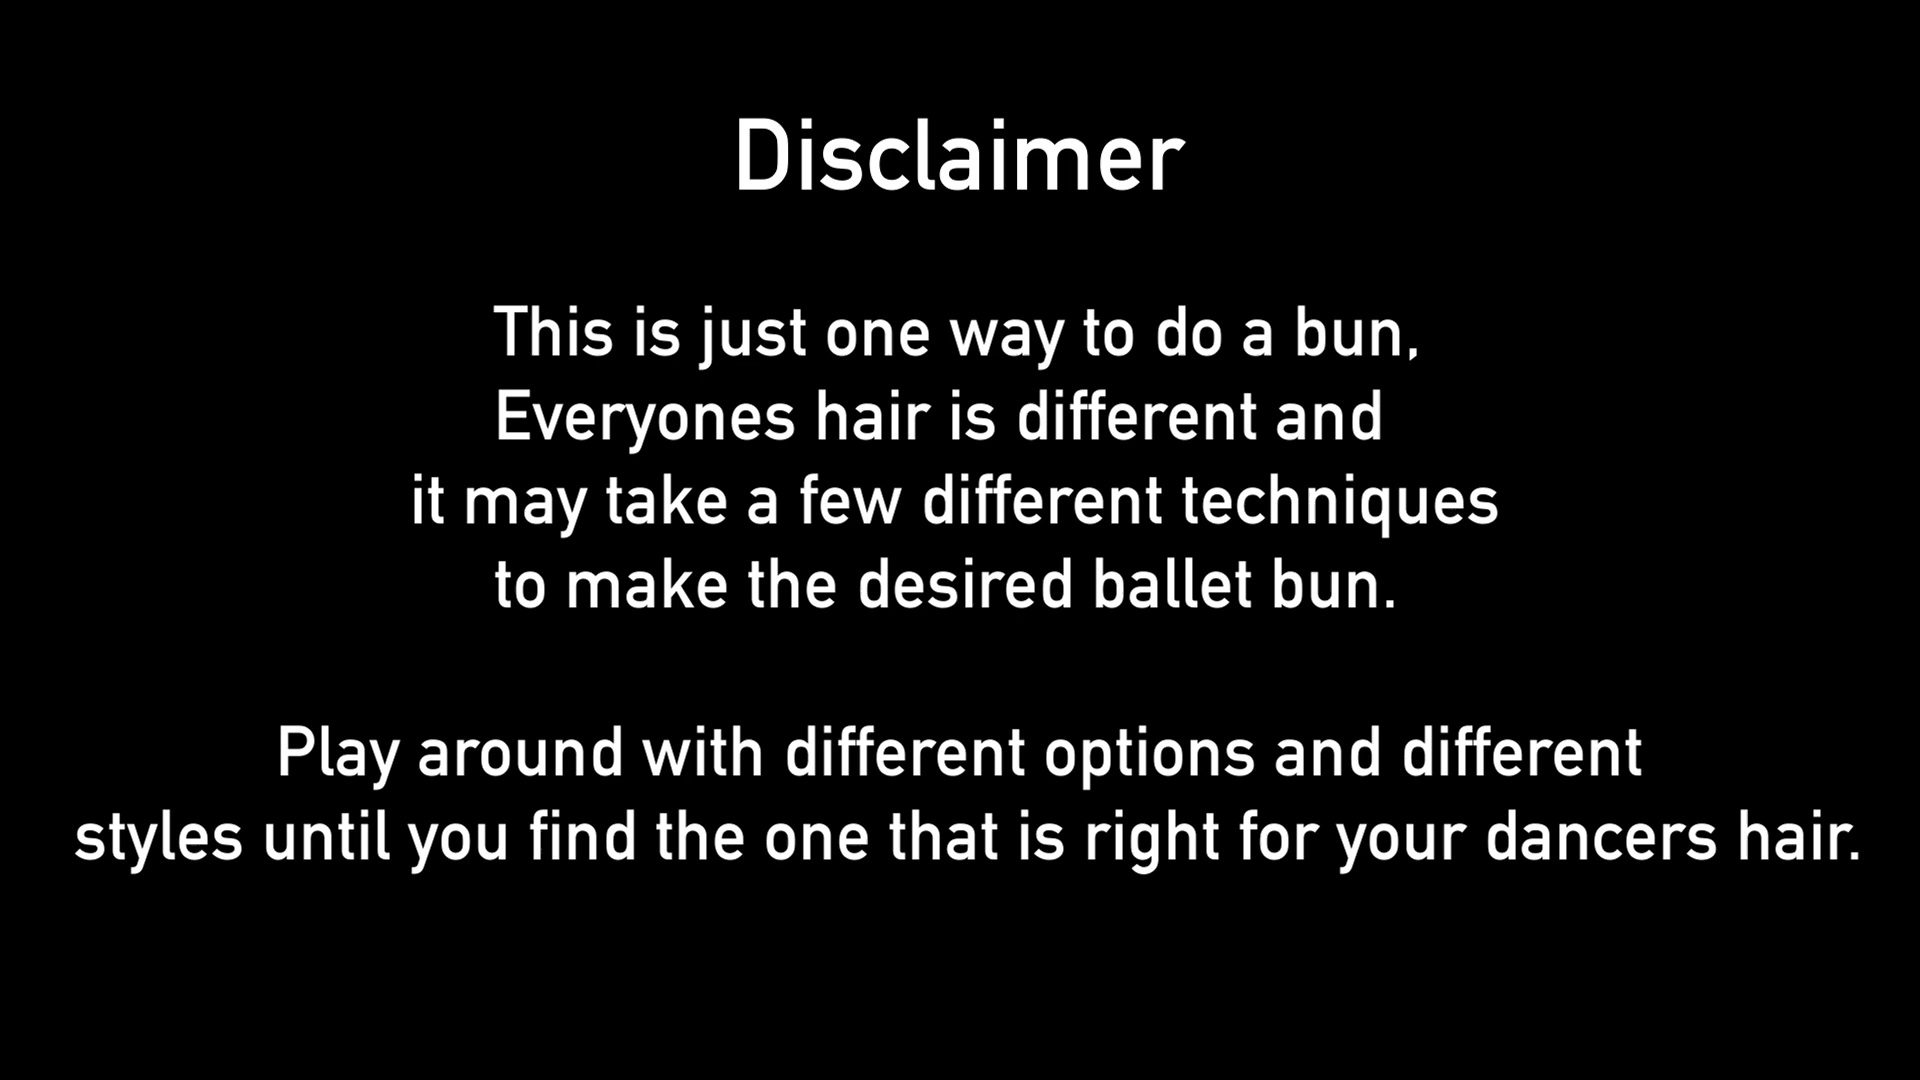 Disclaimer
This is just one way to do a bun,
Everyones hair is different and
it may take a few different techniques
to make the desired ballet bun.
Play around with different options and different
styles until you find the one that is right for your dancers hair.